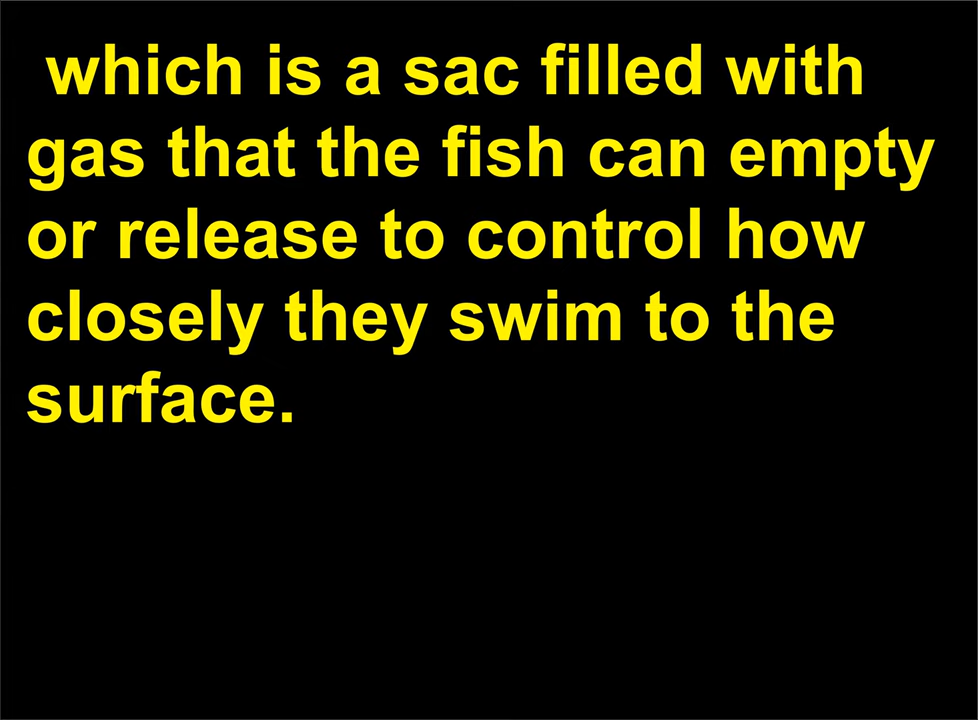 which is a sac filled with
gas that the fish can empty
or release to control how
closely they swim to the
surface.